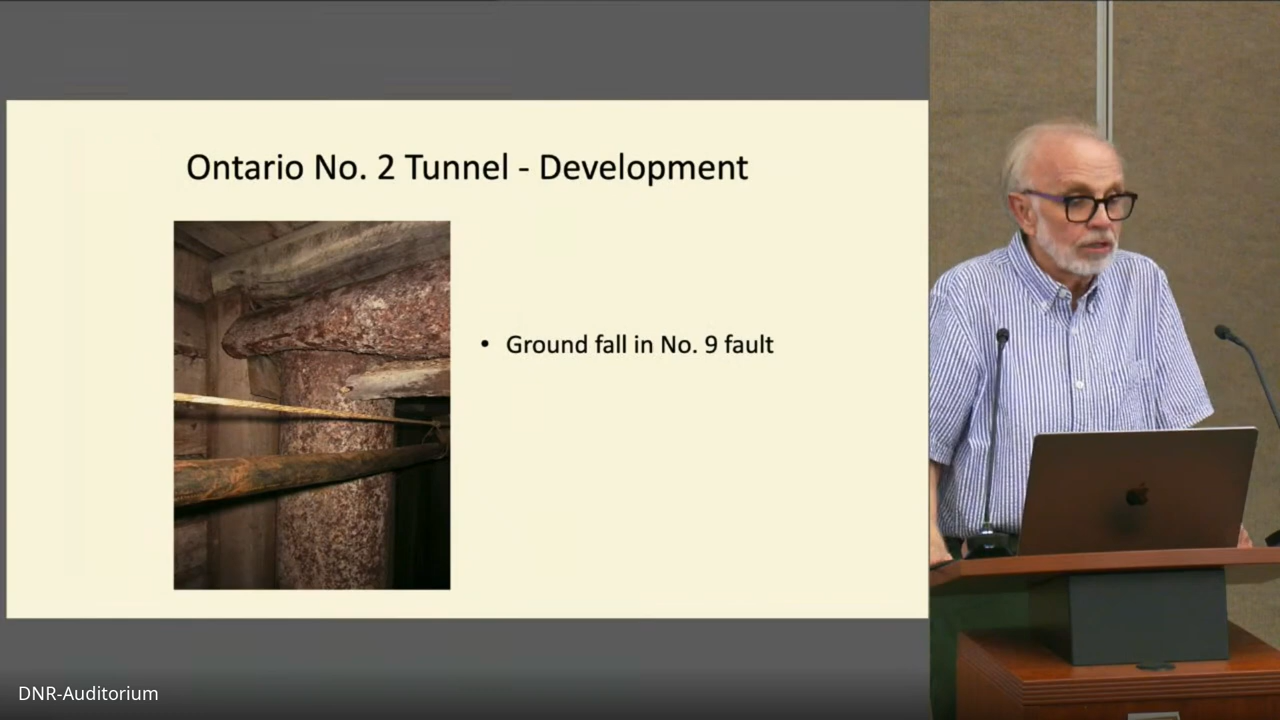 Ontario No. 2 Tunnel - Development
• Ground fall in No. 9 fault
DNR-Auditorium